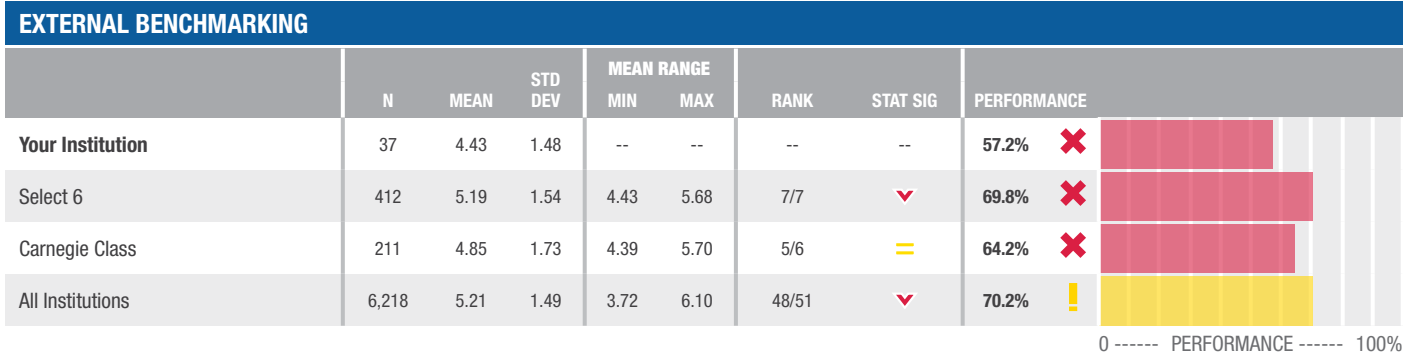 EXTERNAL BENCHMARKING
N MEAN STD DEV MEAN RANGE MIN MAX RANK STAT SIG PERFORMANCE
Your Institution 37 4.43 1.48 -- -- -- -- 57.2%
Select 6 412 5.19 1.54 4.43 5.68 7/7 69.8%
Carnegie Class 211 4.85 1.73 4.39 5.70 5/6 = 64.2%
All Institutions 6,218 5.21 1.49 3.72 6.10 48/51 70.2% !
0 ------ PERFORMANCE ------ 100%